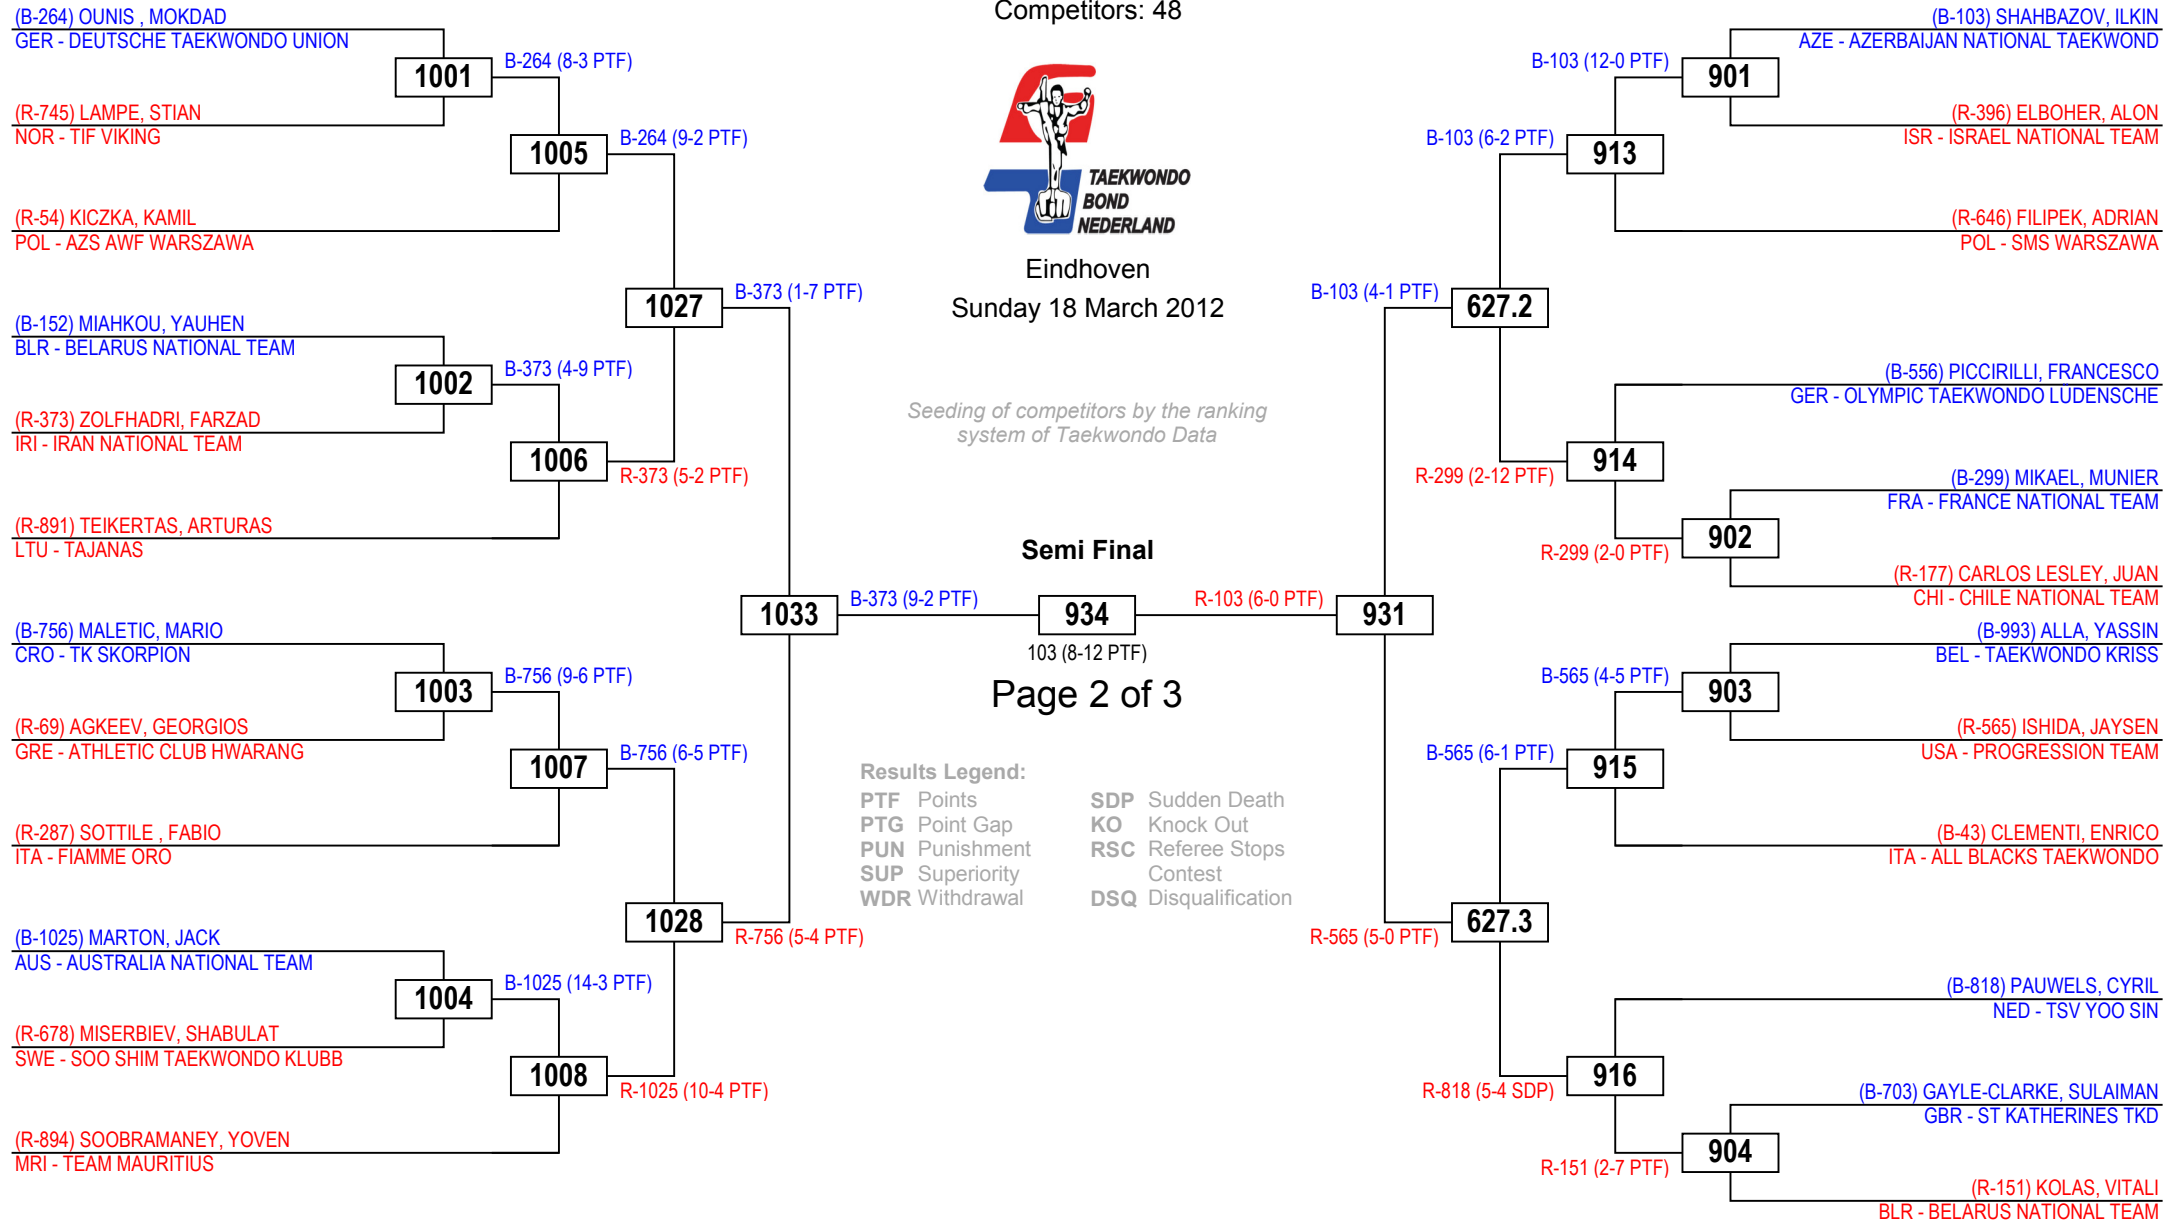 Competitors: 48
(B-264) OUNIS , MOKDAD
GER - DEUTSCHE TAEKWONDO UNION
1001
B-264 (8-3 PTF)
(R-745) LAMPE, STIAN
NOR - TIF VIKING
1005
B-264 (9-2 PTF)
(R-54) KICZKA, KAMIL
POL - AZS AWF WARSZAWA
1027
B-373 (1-7 PTF)
(B-152) MIAHKOU, YAUHEN
BLR - BELARUS NATIONAL TEAM
1002
B-373 (4-9 PTF)
(R-373) ZOLFHADRI, FARZAD
IRI - IRAN NATIONAL TEAM
1006
R-373 (5-2 PTF)
(R-891) TEIKERTAS, ARTURAS
LTU - TAJANAS
1033
B-373 (9-2 PTF)
(B-756) MALETIC, MARIO
CRO - TK SKORPION
1003
B-756 (9-6 PTF)
(R-69) AGKEEV, GEORGIOS
GRE - ATHLETIC CLUB HWARANG
1007
B-756 (6-5 PTF)
(R-287) SOTTILE , FABIO
ITA - FIAMME ORO
1028
R-756 (5-4 PTF)
(B-1025) MARTON, JACK
AUS - AUSTRALIA NATIONAL TEAM
1004
B-1025 (14-3 PTF)
(R-678) MISERBIEV, SHABULAT
SWE - SOO SHIM TAEKWONDO KLUBB
1008
R-1025 (10-4 PTF)
(R-894) SOOBRAMANEY, YOVEN
MRI - TEAM MAURITIUS
TAEKWONDO
BOND
NEDERLAND
Eindhoven
Sunday 18 March 2012
Seeding of competitors by the ranking
system of Taekwondo Data
Semi Final
934
103 (8-12 PTF)
Page 2 of 3
Results Legend:
PTF Points SDP Sudden Death
PTG Point Gap KO Knock Out
PUN Punishment RSC Referee Stops
SUP Superiority Contest
WDR Withdrawal DSQ Disqualification
(B-103) SHAHBAZOV, ILKIN
AZE - AZERBAIJAN NATIONAL TAEKWOND
B-103 (12-0 PTF)
901
(R-396) ELBOHER, ALON
ISR - ISRAEL NATIONAL TEAM
B-103 (6-2 PTF)
913
(R-646) FILIPEK, ADRIAN
POL - SMS WARSZAWA
B-103 (4-1 PTF)
627.2
(B-556) PICCIRILLI, FRANCESCO
GER - OLYMPIC TAEKWONDO LÜDENSCHE
914
R-299 (2-12 PTF)
(B-299) MIKAEL, MUNIER
FRA - FRANCE NATIONAL TEAM
902
R-299 (2-0 PTF)
(R-177) CARLOS LESLEY, JUAN
CHI - CHILE NATIONAL TEAM
R-103 (6-0 PTF)
931
(B-993) ALLA, YASSIN
BEL - TAEKWONDO KRISS
B-565 (4-5 PTF)
903
(R-565) ISHIDA, JAYSEN
USA - PROGRESSION TEAM
B-565 (6-1 PTF)
915
(B-43) CLEMENTI, ENRICO
ITA - ALL BLACKS TAEKWONDO
R-565 (5-0 PTF)
627.3
(B-818) PAUWELS, CYRIL
NED - TSV YOO SIN
916
R-818 (5-4 SDP)
(B-703) GAYLE-CLARKE, SULAIMAN
GBR - ST KATHERINES TKD
904
R-151 (2-7 PTF)
(R-151) KOLAS, VITALI
BLR - BELARUS NATIONAL TEAM